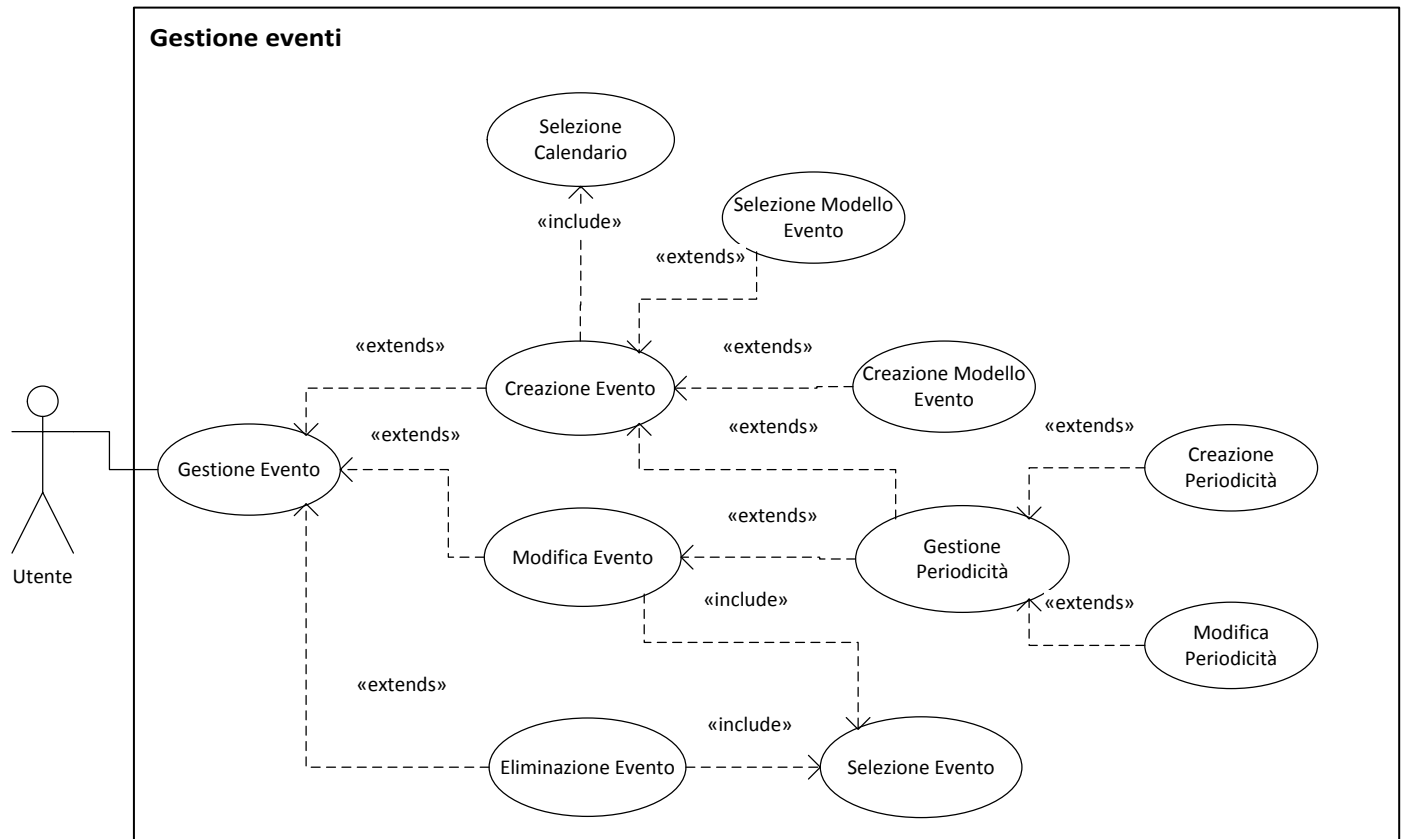 Gestione eventi
Selezione
Calendario
«include»
Selezione Modello
Evento
«extends»
«extends»
Creazione Evento
«extends»
Creazione Modello
Evento
«extends»
«extends»
«extends»
Creazione
Periodicità
Gestione Evento
Utente
Modifica Evento
«extends»
Gestione
Periodicità
«include»
«extends»
Modifica
Periodicità
«extends»
«include»
Eliminazione Evento
Selezione Evento